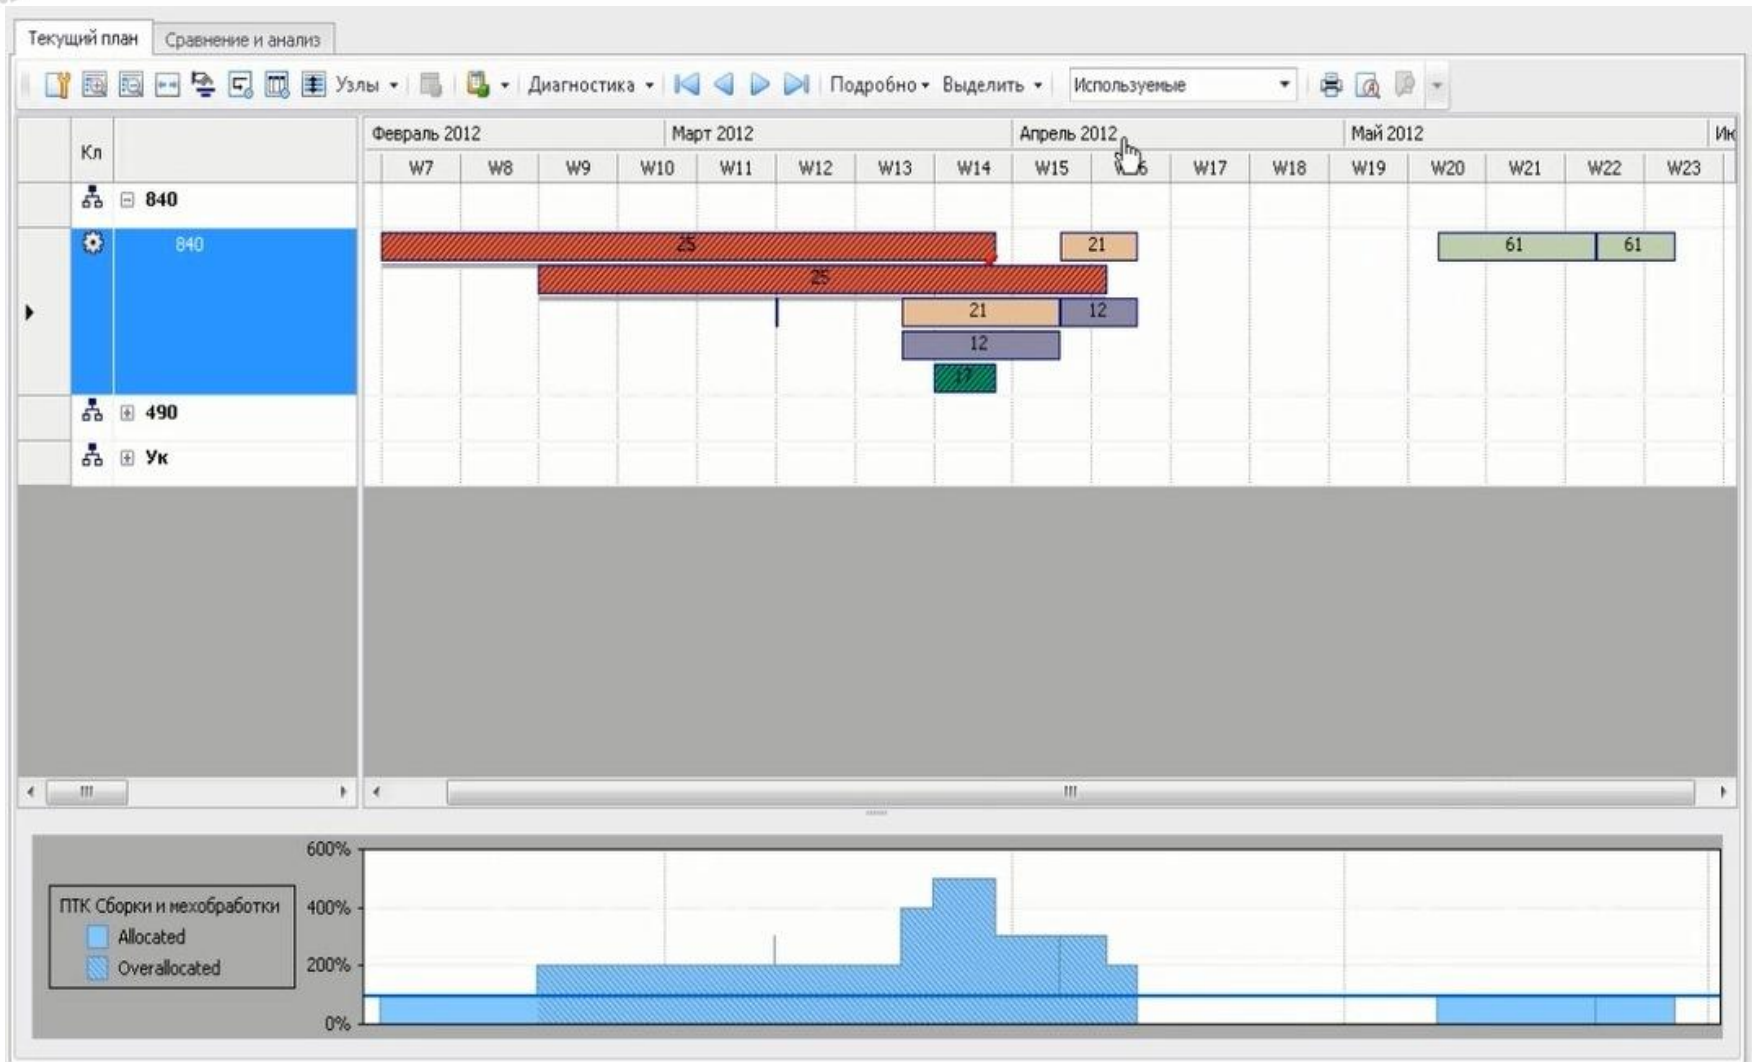 Текущий план Сравнение и анализ
Узлы Диагностика Подробно Выделить Используемые
Кл
Февраль 2012 Март 2012 Апрель 2012 Май 2012
W7 W8 W9 W10 W11 W12 W13 W14 W15 W17 W18 W19 W20 W21 W22 W23
840
840 25 21 61 61
25
21 12
12
17
490
Ук
600%
400%
200%
0%
ПТК Сборки и мехобработки
Allocated
Overallocated